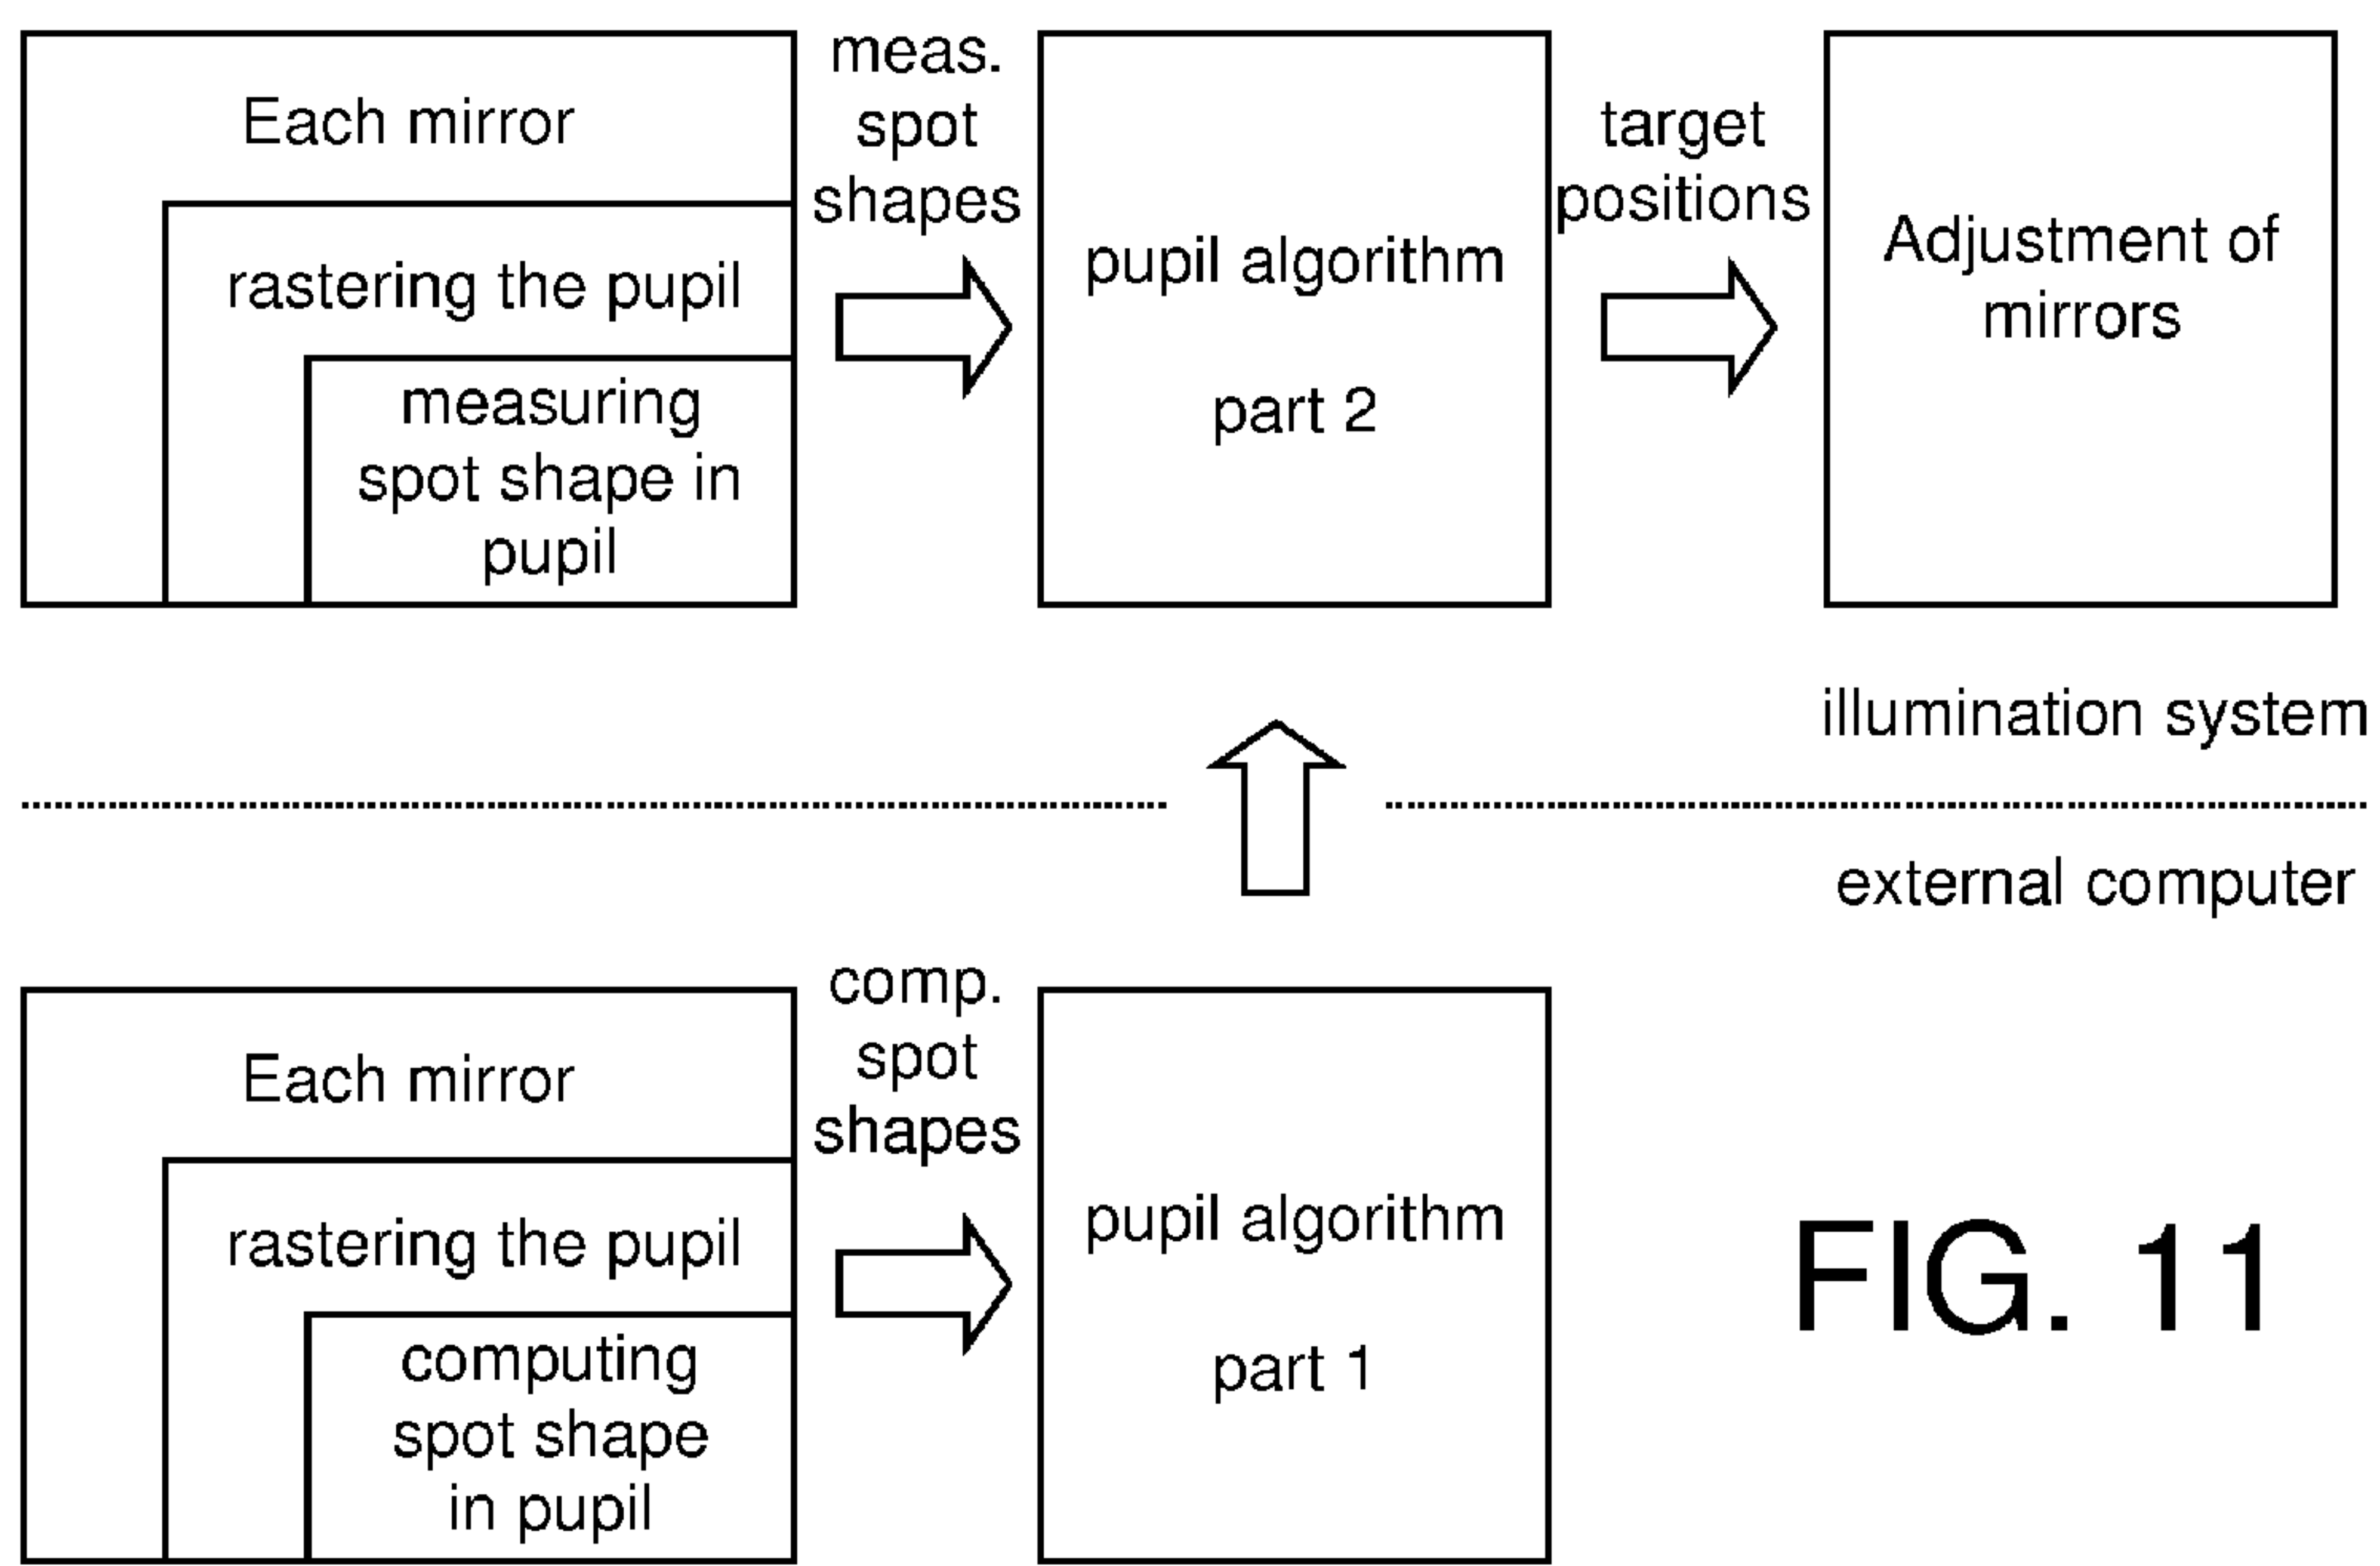 Each mirror
rastering the pupil
measuring
spot shape in
pupil
meas.
spot
shapes
pupil algorithm
part 2
target
positions
Adjustment of
mirrors
illumination system
external computer
Each mirror
rastering the pupil
computing
spot shape
in pupil
comp.
spot
shapes
pupil algorithm
part 1
FIG. 11